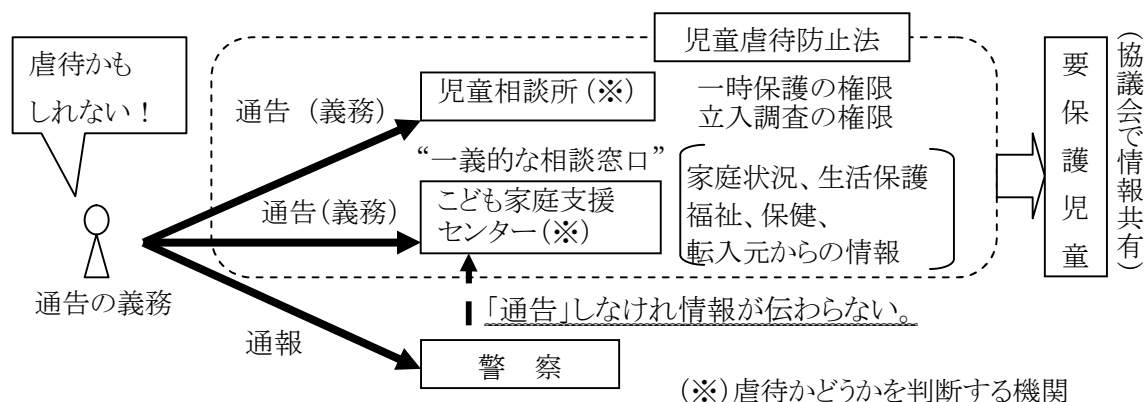 児童虐待防止法
虐待かも
しれない！
通告（義務）
児童相談所(※)
一時保護の権限
立入調査の権限
“一義的な相談窓口”
通告(義務)
こども家庭支援
センター(※)
家庭状況、生活保護
福祉、保健、
転入元からの情報
要保護児童
（協議会で情報共有）
通告の義務
「通告」しなけれ情報が伝わらない。
通報
警　察
(※)虐待かどうかを判断する機関